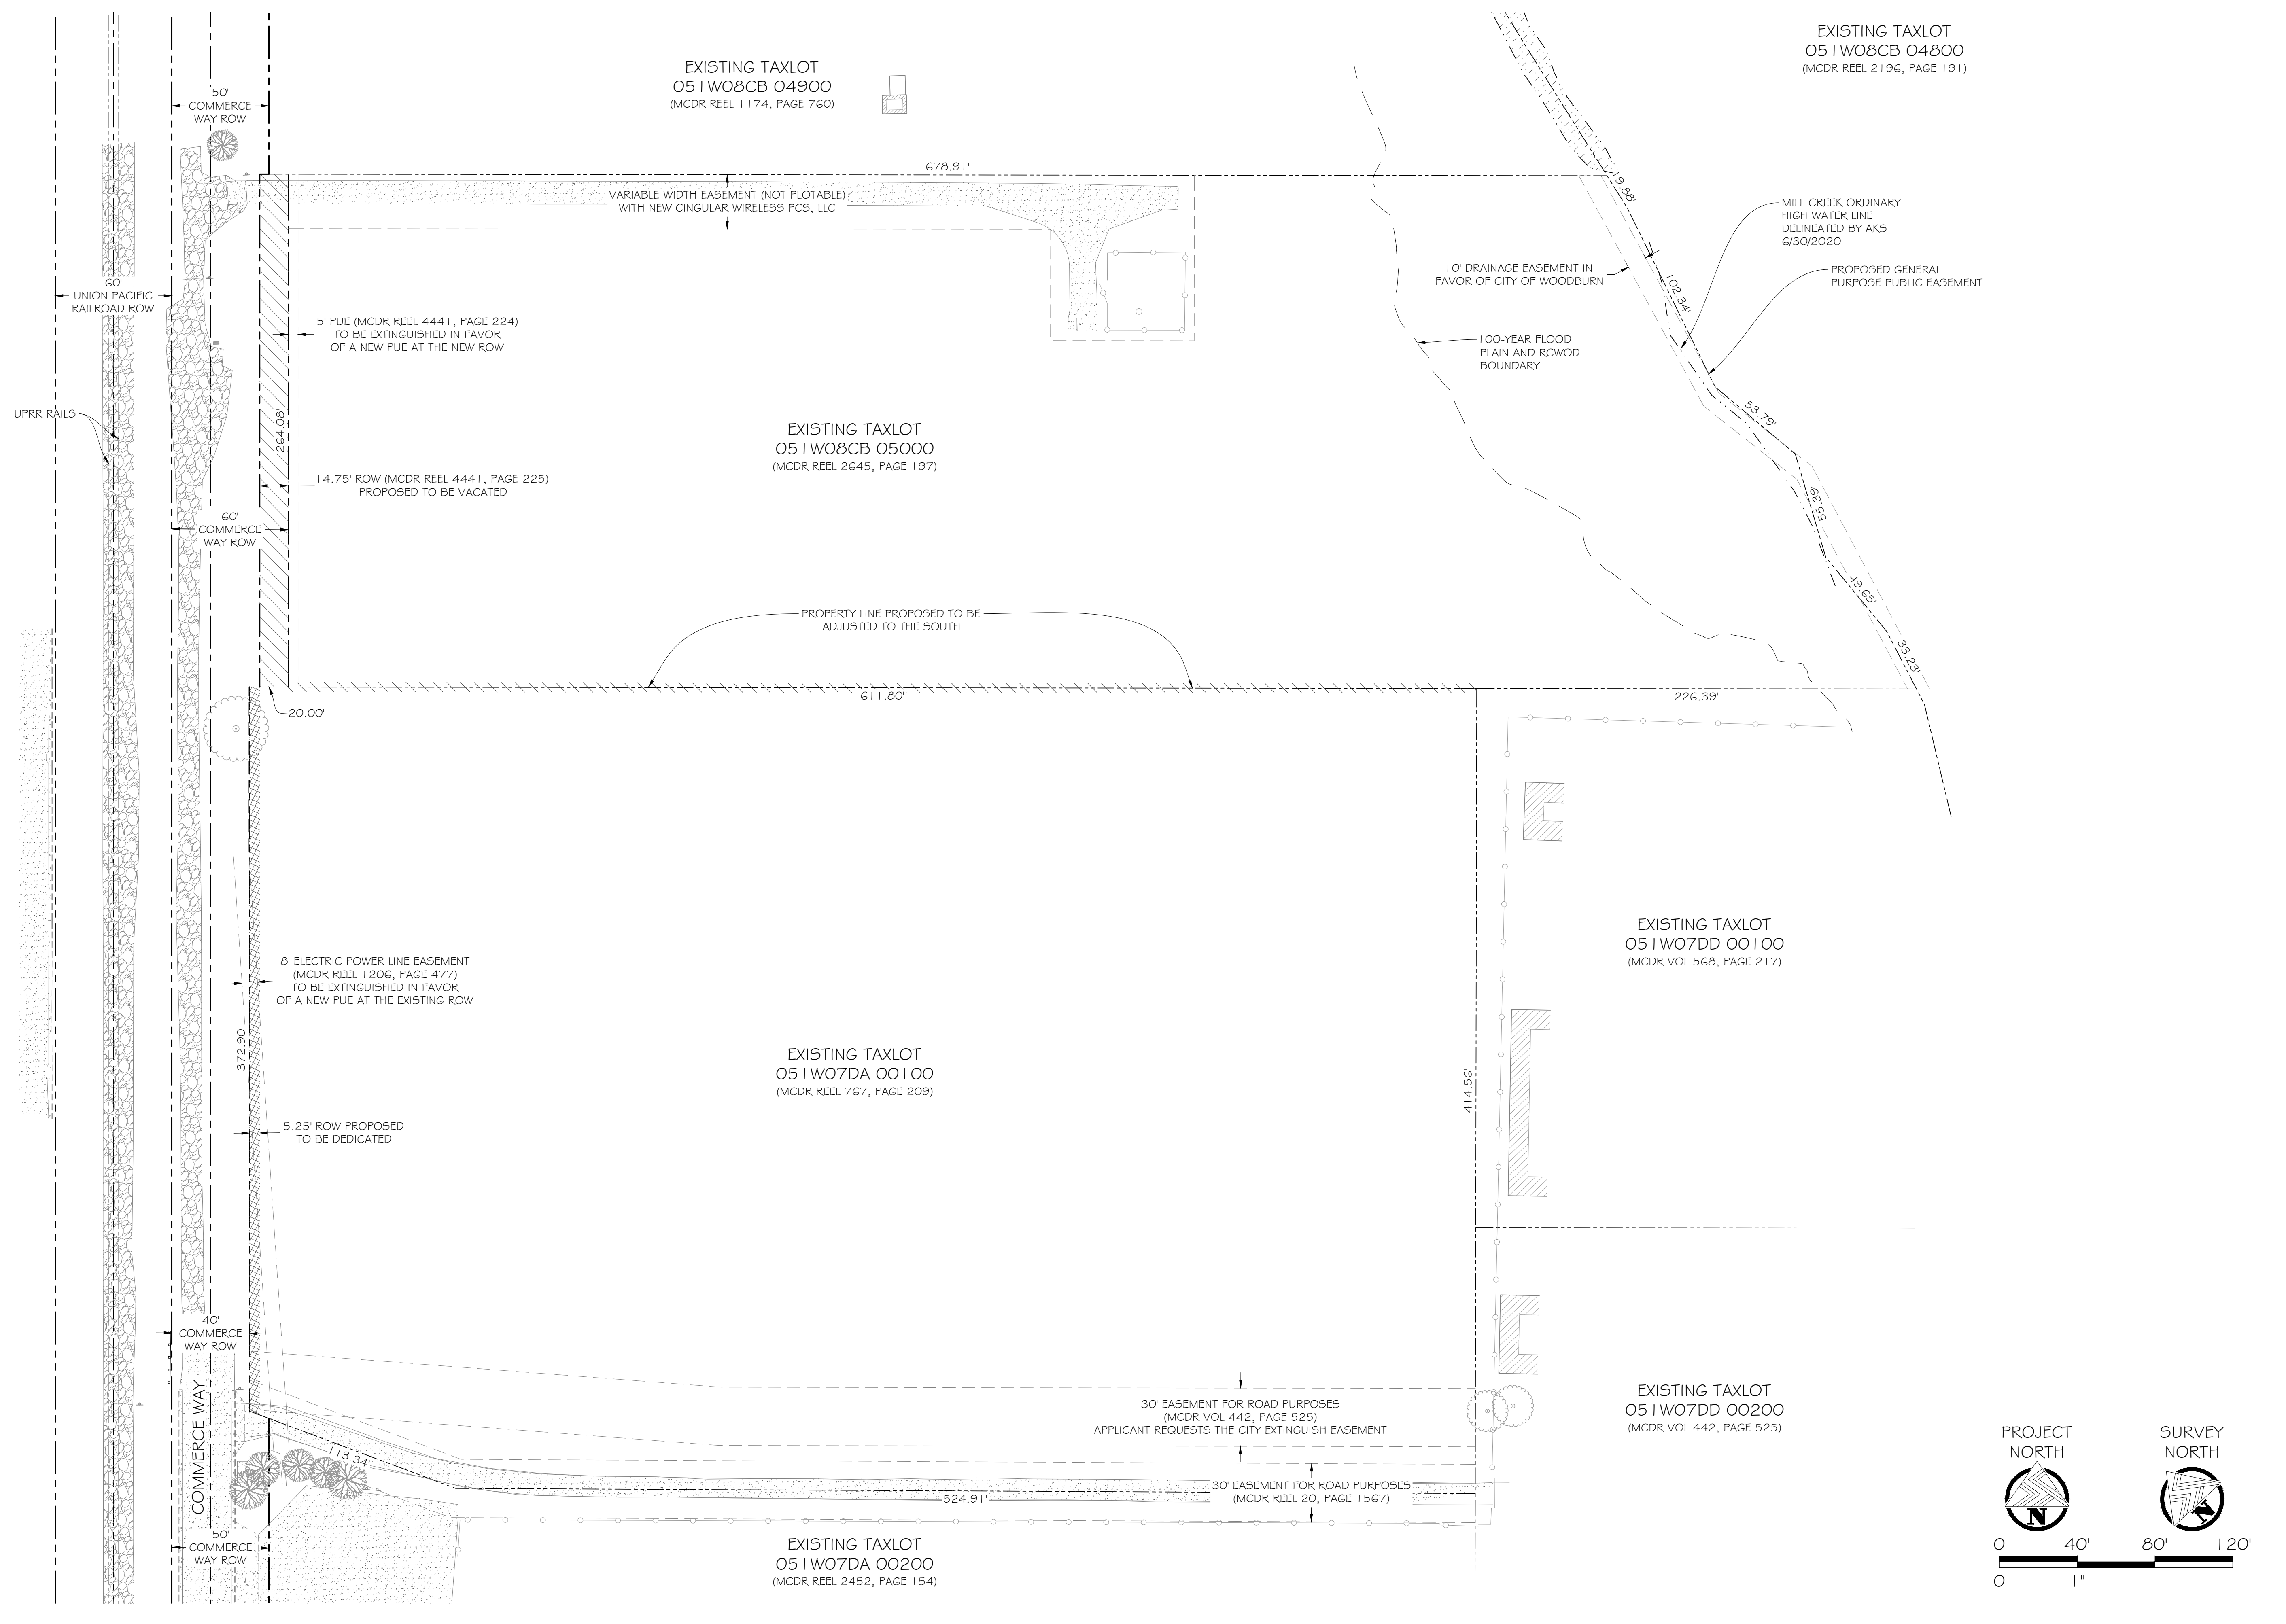 EXISTING TAXLOT
051W08CB 04800
(MCDR REEL 2196, PAGE 191)
EXISTING TAXLOT
051W08CB 04900
(MCDR REEL 1174, PAGE 760)
50'
COMMERCE
WAY ROW
678.91'
VARIABLE WIDTH EASEMENT (NOT PLOTABLE)
WITH NEW CINGULAR WIRELESS PCS, LLC
19.88'
MILL CREEK ORDINARY
HIGH WATER LINE
DELINEATED BY AKS
6/30/2020
10' DRAINAGE EASEMENT IN
FAVOR OF CITY OF WOODBURN
PROPOSED GENERAL
PURPOSE PUBLIC EASEMENT
102.34'
60'
UNION PACIFIC
RAILROAD ROW
5' PUE (MCDR REEL 4441, PAGE 224)
TO BE EXTINGUISHED IN FAVOR
OF A NEW PUE AT THE NEW ROW
100-YEAR FLOOD
PLAIN AND RCWOD
BOUNDARY
UPRR RAILS
264.08'
53.79'
EXISTING TAXLOT
051W08CB 05000
(MCDR REEL 2645, PAGE 197)
14.75' ROW (MCDR REEL 4441, PAGE 225)
PROPOSED TO BE VACATED
55.39'
60'
COMMERCE
WAY ROW
49.65'
PROPERTY LINE PROPOSED TO BE
ADJUSTED TO THE SOUTH
33.23'
611.80'
226.39'
20.00'
EXISTING TAXLOT
051W07DD 00100
(MCDR VOL 568, PAGE 217)
8' ELECTRIC POWER LINE EASEMENT
(MCDR REEL 1206, PAGE 477)
TO BE EXTINGUISHED IN FAVOR
OF A NEW PUE AT THE EXISTING ROW
372.90'
EXISTING TAXLOT
051W07DA 00100
(MCDR REEL 767, PAGE 209)
414.56'
5.25' ROW PROPOSED
TO BE DEDICATED
40'
COMMERCE
WAY ROW
COMMERCE WAY
30' EASEMENT FOR ROAD PURPOSES
(MCDR VOL 442, PAGE 525)
APPLICANT REQUESTS THE CITY EXTINGUISH EASEMENT
EXISTING TAXLOT
051W07DD 00200
(MCDR VOL 442, PAGE 525)
113.34'
524.91'
30' EASEMENT FOR ROAD PURPOSES
(MCDR REEL 20, PAGE 1567)
50'
COMMERCE
WAY ROW
EXISTING TAXLOT
051W07DA 00200
(MCDR REEL 2452, PAGE 154)
PROJECT
NORTH
N
SURVEY
NORTH
N
0 40' 80' 120'
0 1"